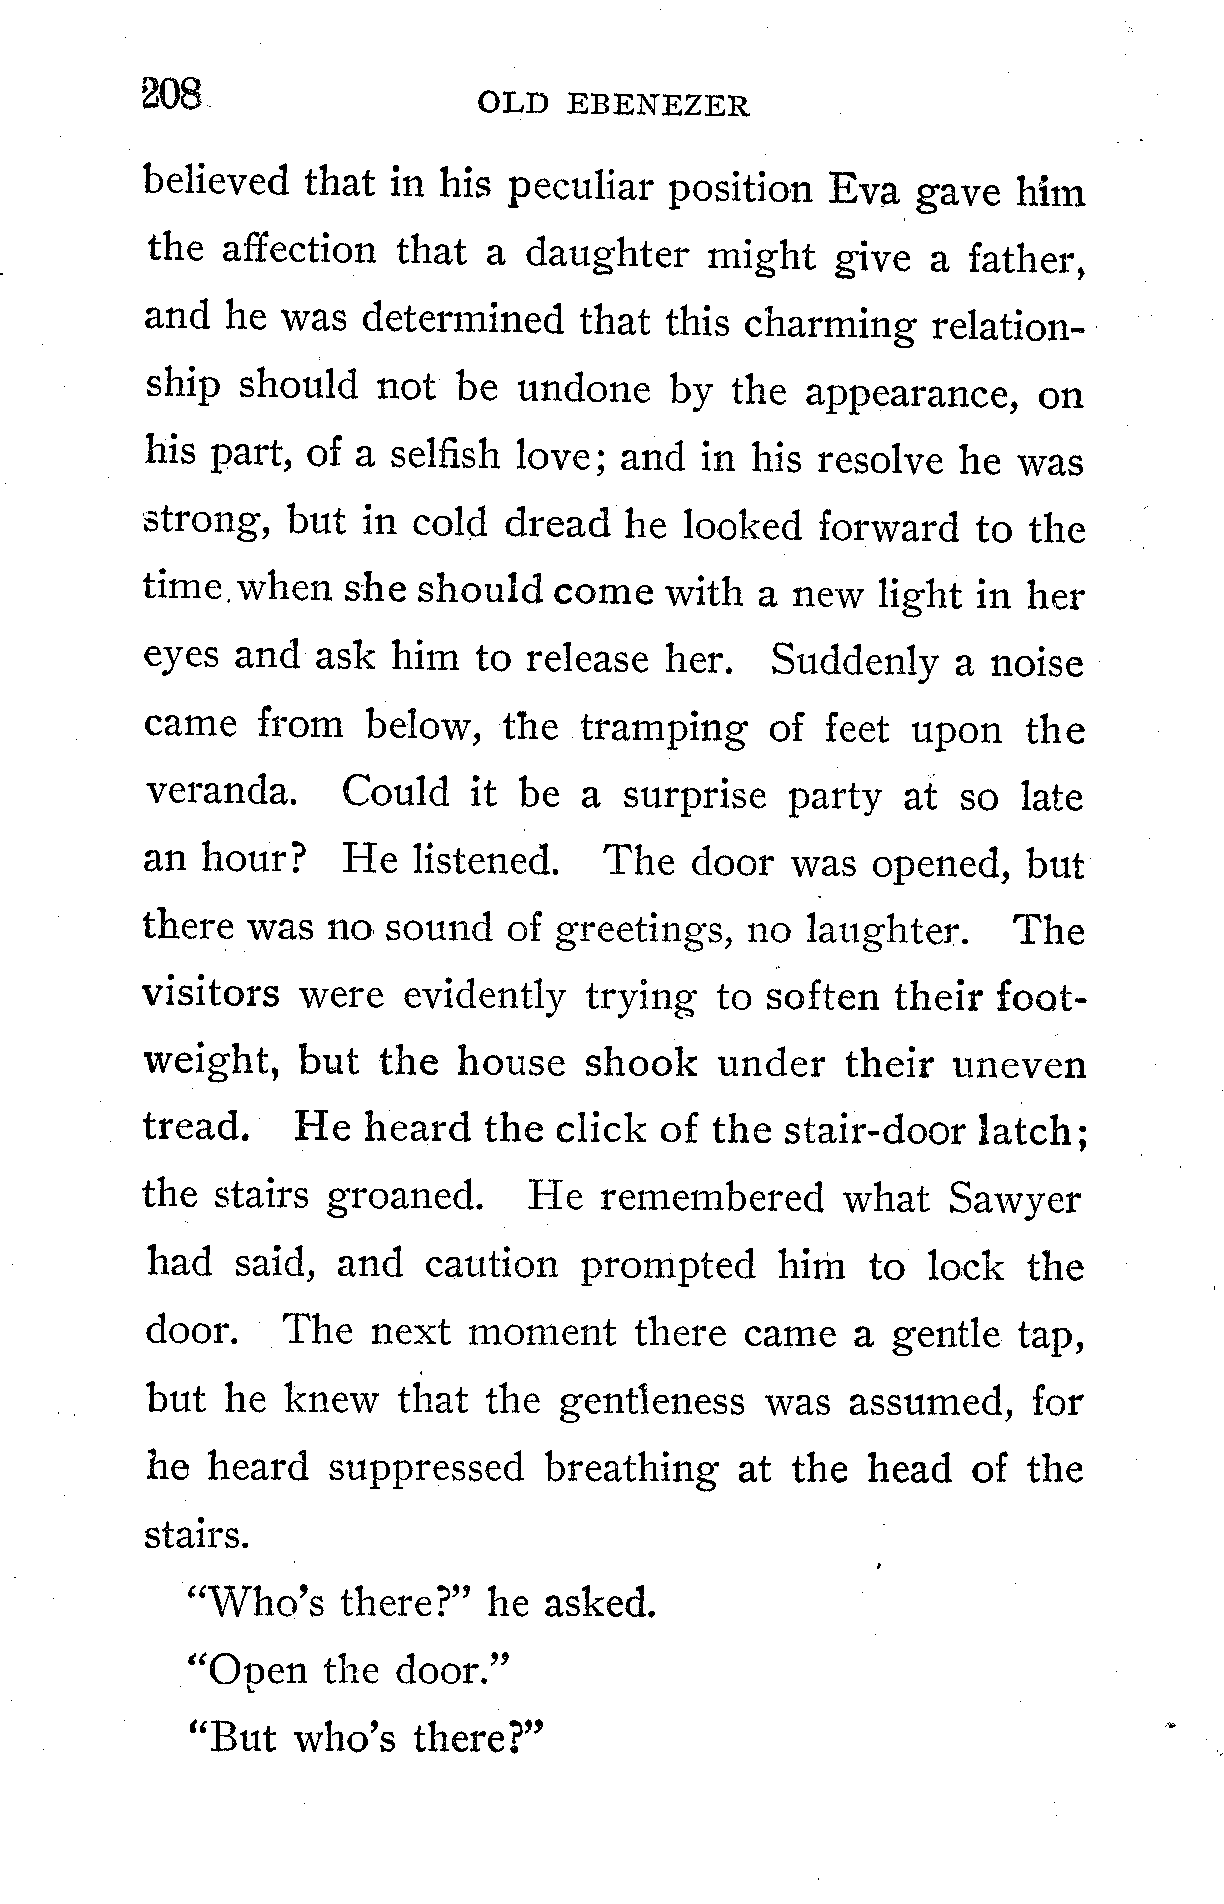 208
OLD EBENEZER
believed that in his peculiar position Eva gave him
the affection that a daughter might give a father,
and he was determined that this charming relation-
ship should not be undone by the appearance, on
his part, of a selfish love; and in his resolve he was
strong, but in cold dread he looked forward to the
time when she should come with a new light in her
eyes and ask him to release her. Suddenly a noise
came from below, the tramping of feet upon the
veranda. Could it be a surprise party at so late
an hour? He listened. The door was opened, but
there was no sound of greetings, no laughter. The
visitors were evidently trying to soften their foot-
weight, but the house shook under their uneven
tread. He heard the click of the stair-door latch;
the stairs groaned. He remembered what Sawyer
had said, and caution prompted him to lock the
door. The next moment there came a gentle tap,
but he knew that the gentleness was assumed, for
he heard suppressed breathing at the head of the
stairs.
"Who's there?" he asked.
"Open the door."
"But who's there?"